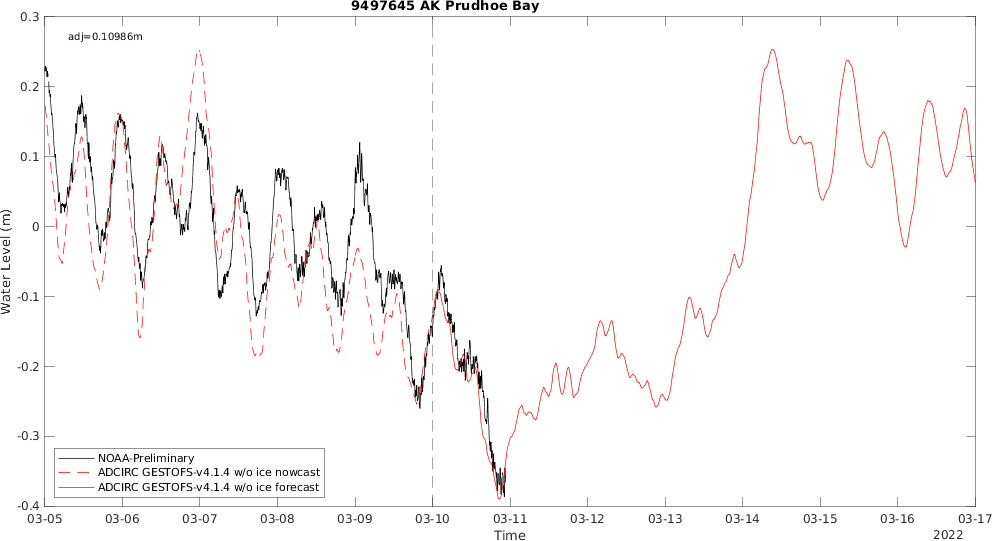 9497645 AK Prudhoe Bay
adj=0.10986m
0.3
0.2
0.1
0
-0.1
-0.2
-0.3
-0.4
Water Level (m)
NOAA-Preliminary
ADCIRC GESTOFS-v4.1.4 w/o ice nowcast
ADCIRC GESTOFS-v4.1.4 w/o ice forecast
03-05 03-06 03-07 03-08 03-09 03-10 03-11 03-12 03-13 03-14 03-15 03-16 03-17
Time
2022